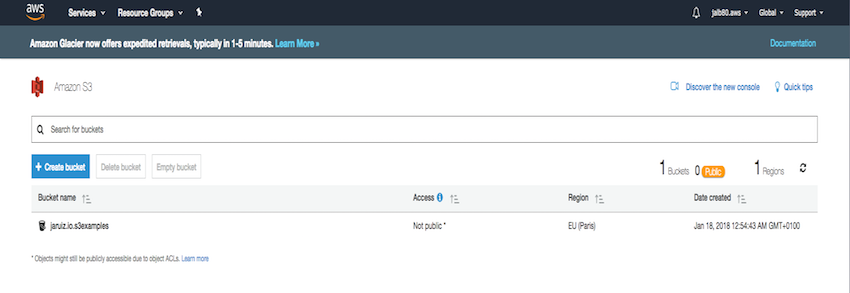 aws Services Resource Groups jalb80.aws Global Support
Amazon Glacier now offers expedited retrievals, typically in 1-5 minutes. Learn More » Documentation
Amazon S3 Discover the new console Quick tips
Search for buckets
+ Create bucket Delete bucket Empty bucket 1 Buckets 0 Public 1 Regions
Bucket name Access Region Date created
jaruiz.io.s3examples Not public * EU (Paris) Jan 18, 2018 12:54:43 AM GMT+0100
* Objects might still be publicly accessible due to object ACLs. Learn more